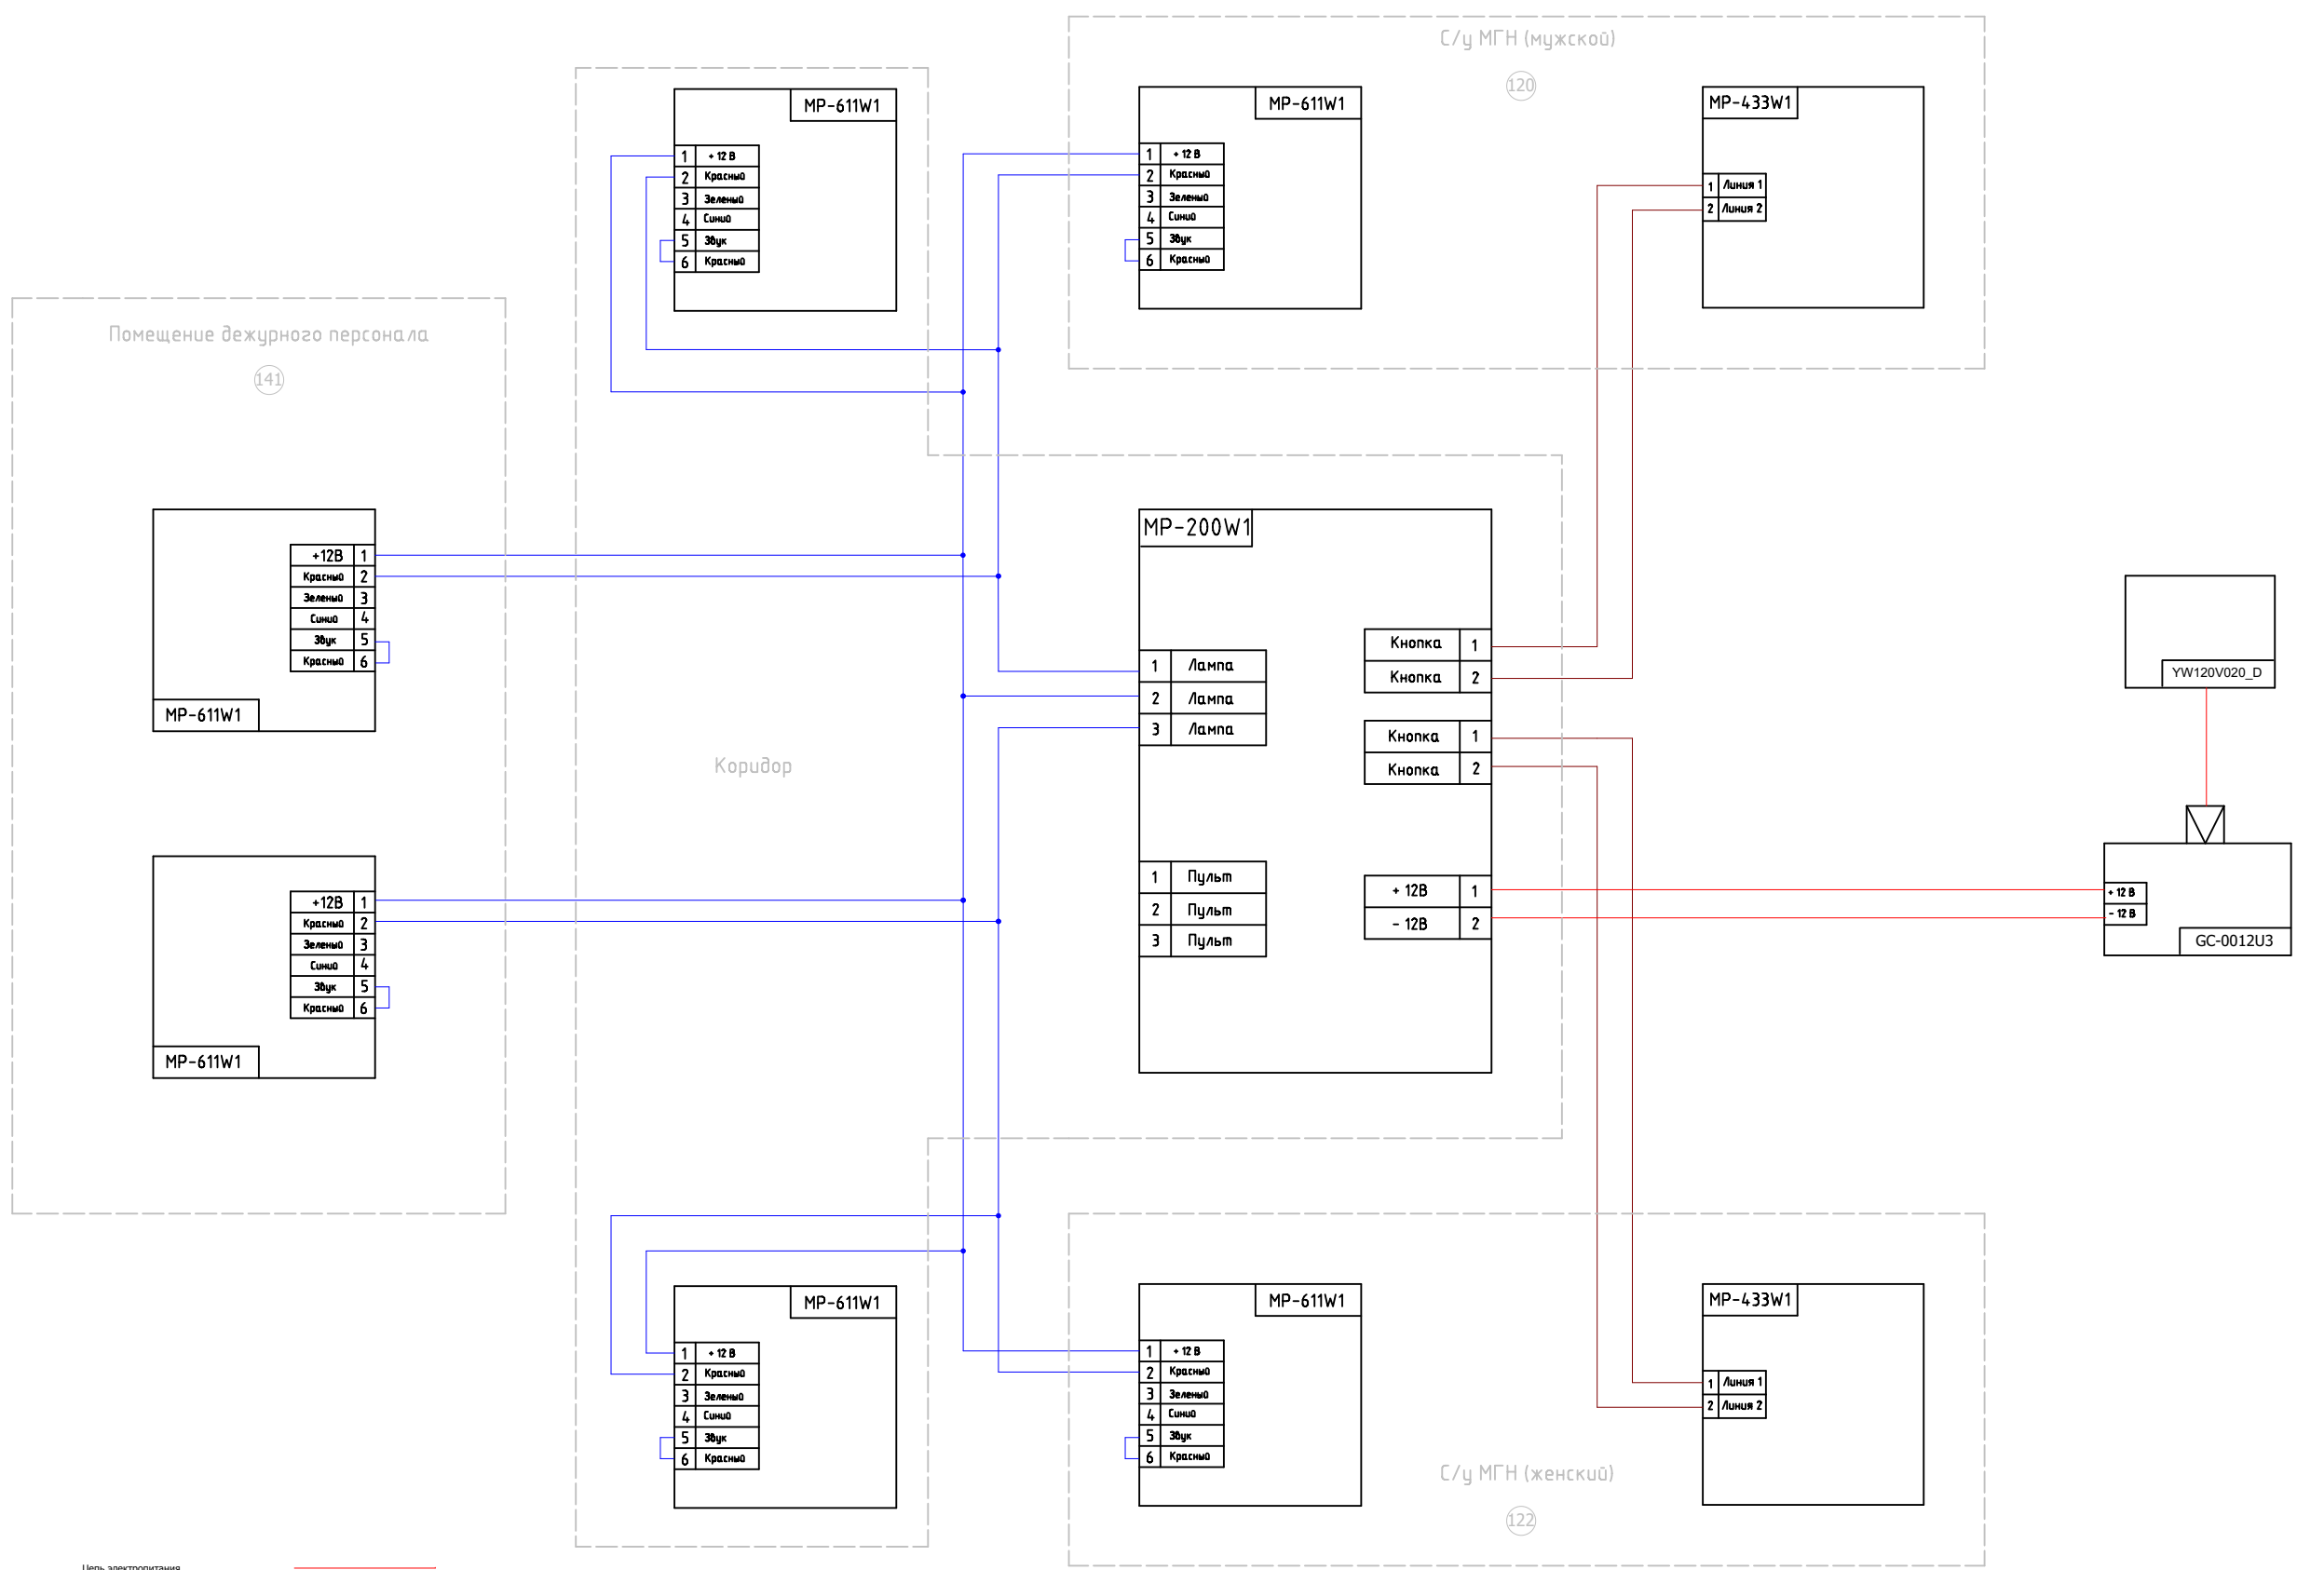 С/у МГН (мужской)
120
МР-611W1
1 + 12 В
2 Красный
3 Зеленый
4 Синий
5 Звук
6 Красный
МР-611W1
1 + 12 В
2 Красный
3 Зеленый
4 Синий
5 Звук
6 Красный
МР-433W1
1 Линия 1
2 Линия 2
Помещение дежурного персонала
141
+12В 1
Красный 2
Зеленый 3
Синий 4
Звук 5
Красный 6
МР-611W1
+12В 1
Красный 2
Зеленый 3
Синий 4
Звук 5
Красный 6
МР-611W1
Коридор
МР-200W1
1 Лампа
2 Лампа
3 Лампа
Кнопка 1
Кнопка 2
Кнопка 1
Кнопка 2
1 Пульт
2 Пульт
3 Пульт
+ 12В 1
- 12В 2
YW120V020_D
+ 12 В
- 12 В
GC-0012U3
МР-611W1
1 + 12 В
2 Красный
3 Зеленый
4 Синий
5 Звук
6 Красный
МР-611W1
1 + 12 В
2 Красный
3 Зеленый
4 Синий
5 Звук
6 Красный
МР-433W1
1 Линия 1
2 Линия 2
С/у МГН (женский)
122
Цепь электропитания